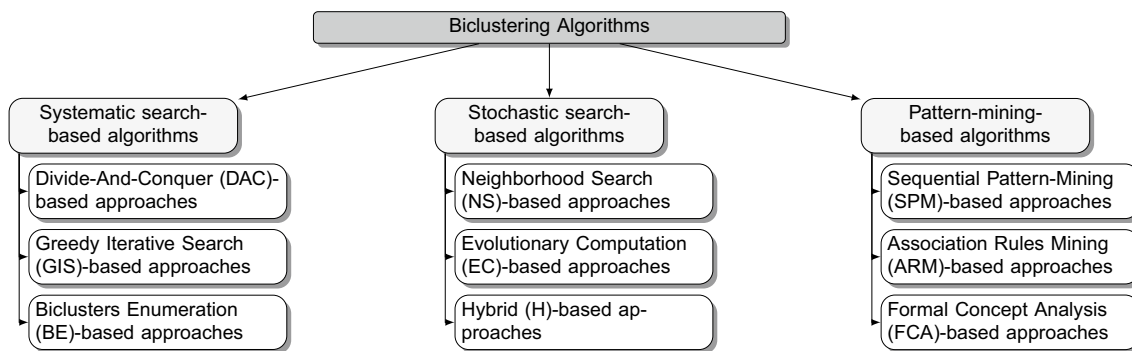 Biclustering Algorithms
Systematic search-
based algorithms
Divide-And-Conquer (DAC)-
based approaches
Greedy Iterative Search
(GIS)-based approaches
Biclusters Enumeration
(BE)-based approaches
Stochastic search-
based algorithms
Neighborhood Search
(NS)-based approaches
Evolutionary Computation
(EC)-based approaches
Hybrid (H)-based ap-
proaches
Pattern-mining-
based algorithms
Sequential Pattern-Mining
(SPM)-based approaches
Association Rules Mining
(ARM)-based approaches
Formal Concept Analysis
(FCA)-based approaches